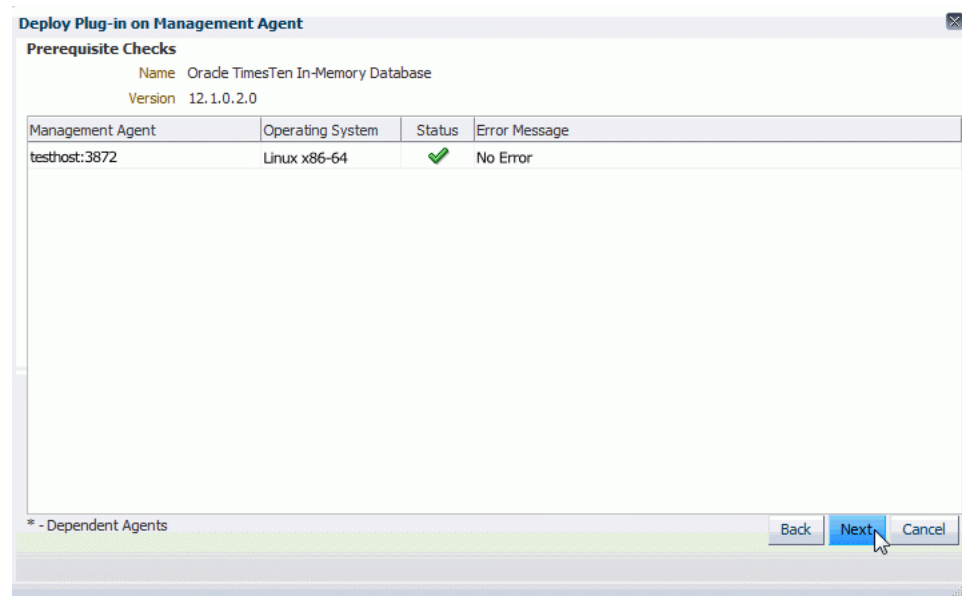 Deploy Plug-in on Management Agent
Prerequisite Checks
Name Oracle TimesTen In-Memory Database
Version 12.1.0.2.0
Management Agent Operating System Status Error Message
testhost:3872 Linux x86-64 No Error
* - Dependent Agents
Back Next Cancel